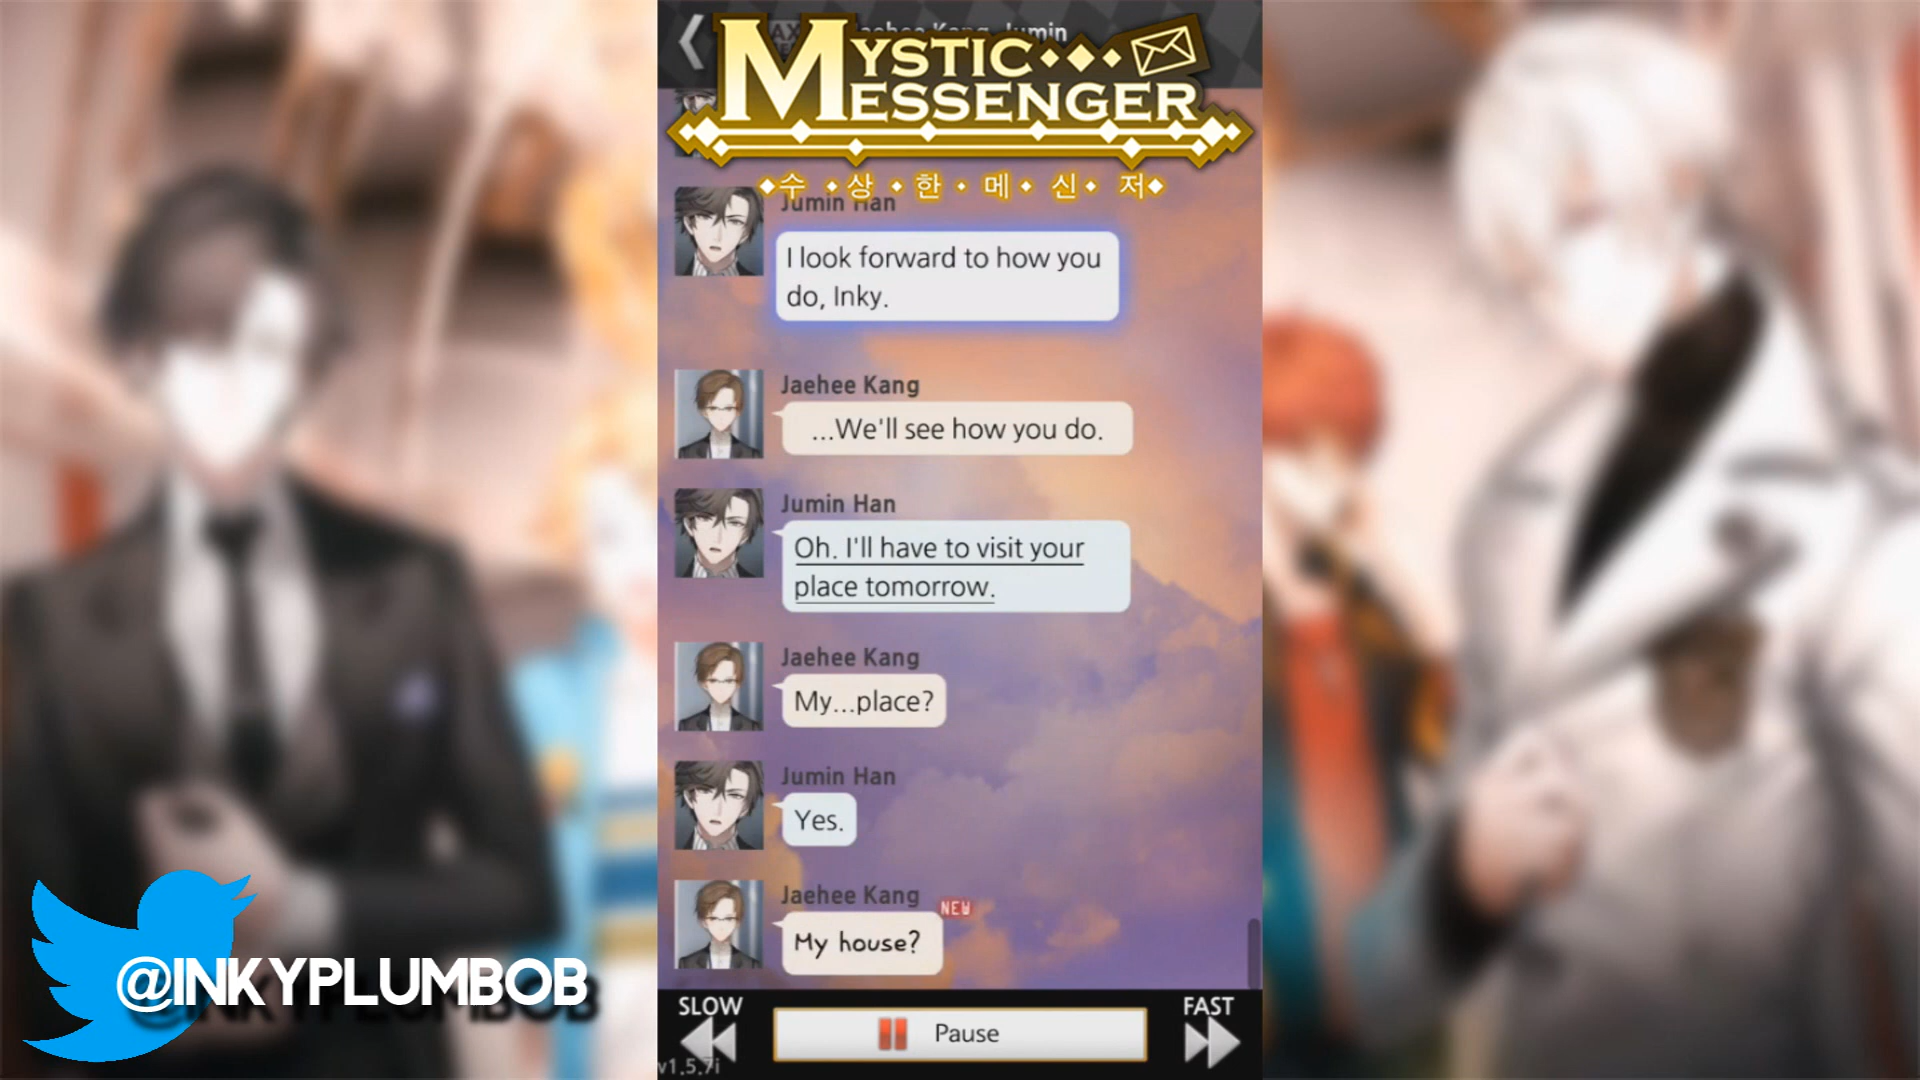 MYSTIC
MESSENGER
수상한메신저
Jumin Han
I look forward to how you
do, Inky.
Jaehee Kang
...We'll see how you do.
Jumin Han
Oh. I'll have to visit your
place tomorrow.
Jaehee Kang
My...place?
Jumin Han
Yes.
Jaehee Kang
NEW
My house?
@INKYPLUMBOB
SLOW
Pause
FAST
v1.5.7i